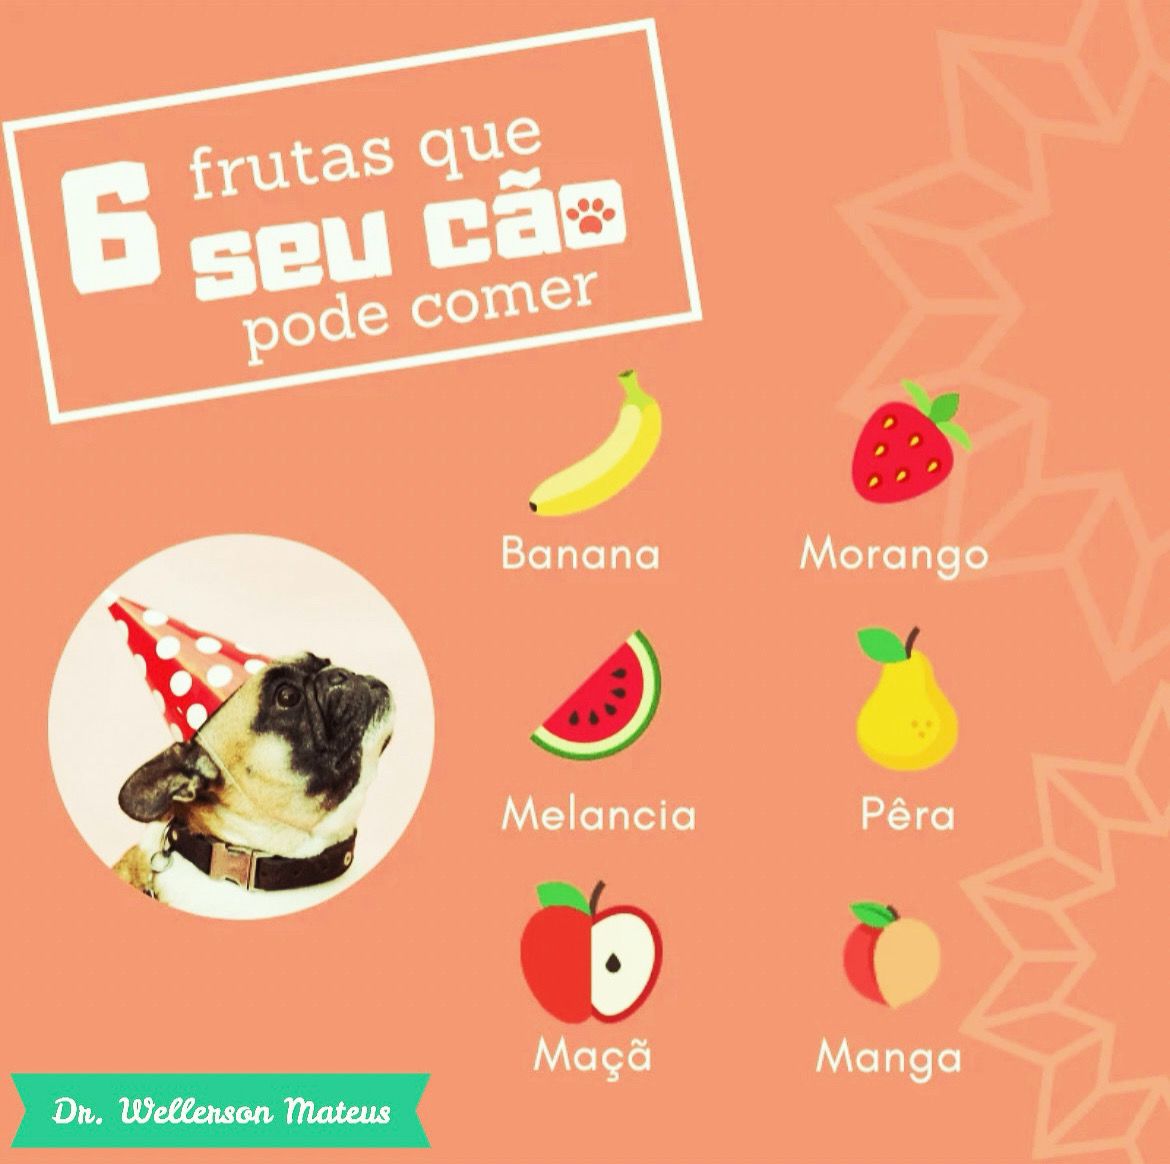 6 frutas que
seu cão
pode comer
Banana
Morango
Melancia
Pêra
Maçã
Manga
Dr. Wellerson Mateus